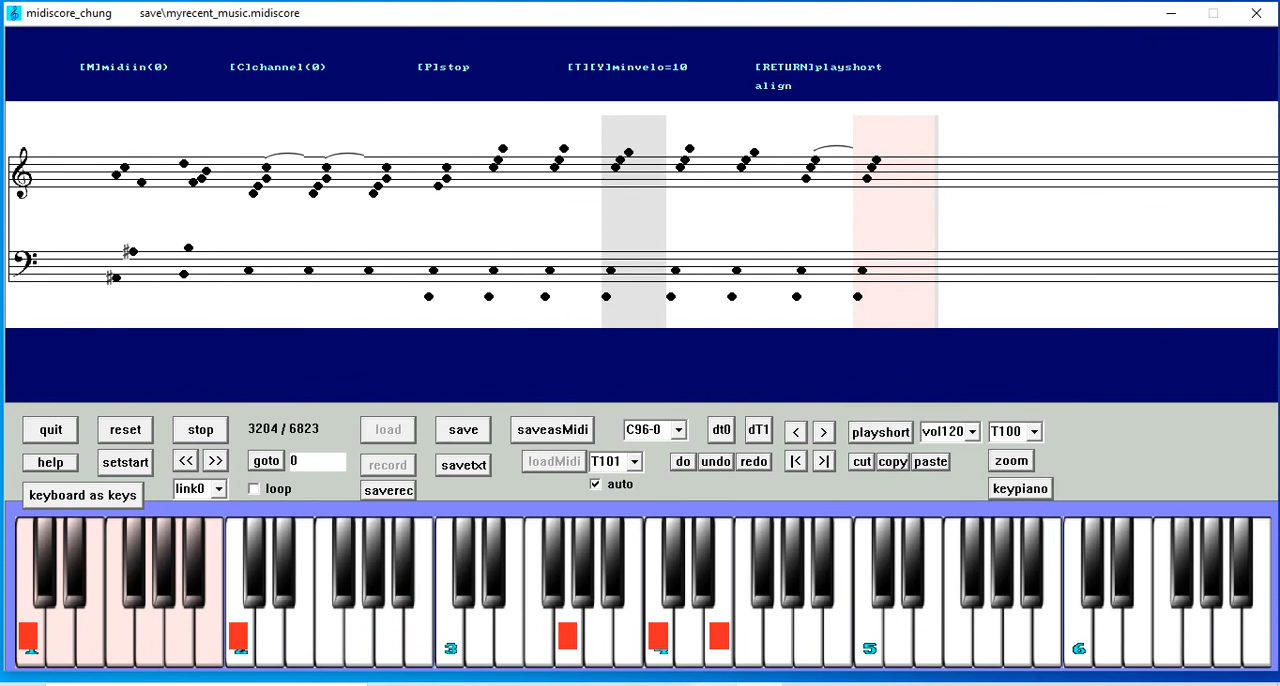 midiscore_chung save\myrecent_music.midiscore
[M]midiin(0) [C]channel(0) [P]stop [T][Y]minvelo=10 [RETURN]playshort
align
quit reset stop 3204 / 6823 load save saveasMidi C96-0 dt0 dT1 < > playshort vol120 T100
help setstart << >> goto 0 record savetxt loadMidi T101 do undo redo |< >| cut copy paste zoom
keyboard as keys link0 loop saverec auto keypiano
1 2 3 4 5 6